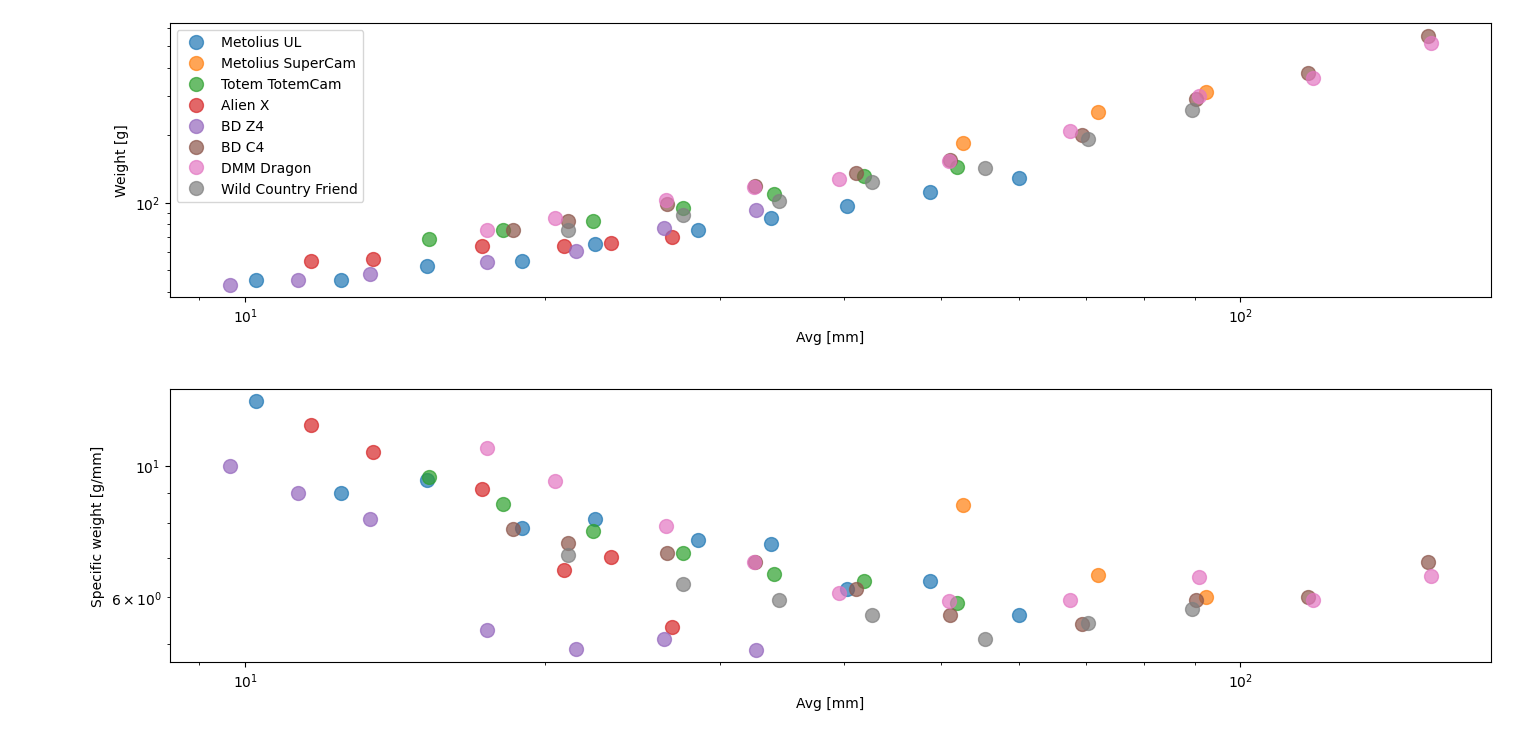 Metolius UL
Metolius SuperCam
Totem TotemCam
Alien X
BD Z4
BD C4
DMM Dragon
Wild Country Friend
Weight [g]
10²
10¹
10²
Avg [mm]
Specific weight [g/mm]
10¹
6 × 10⁰
10¹
10²
Avg [mm]